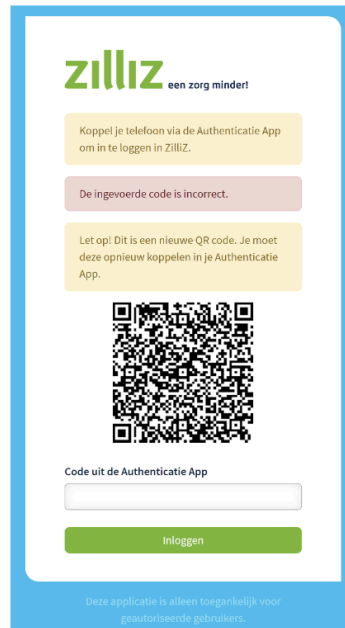 zilliz een zorg minder!
Koppel je telefoon via de Authenticatie App
om in te loggen in ZilliZ.
De ingevoerde code is incorrect.
Let op! Dit is een nieuwe QR code. Je moet
deze opnieuw koppelen in je Authenticatie
App.
Code uit de Authenticatie App
Inloggen
Deze applicatie is alleen toegankelijk voor
geautoriseerde gebruikers.